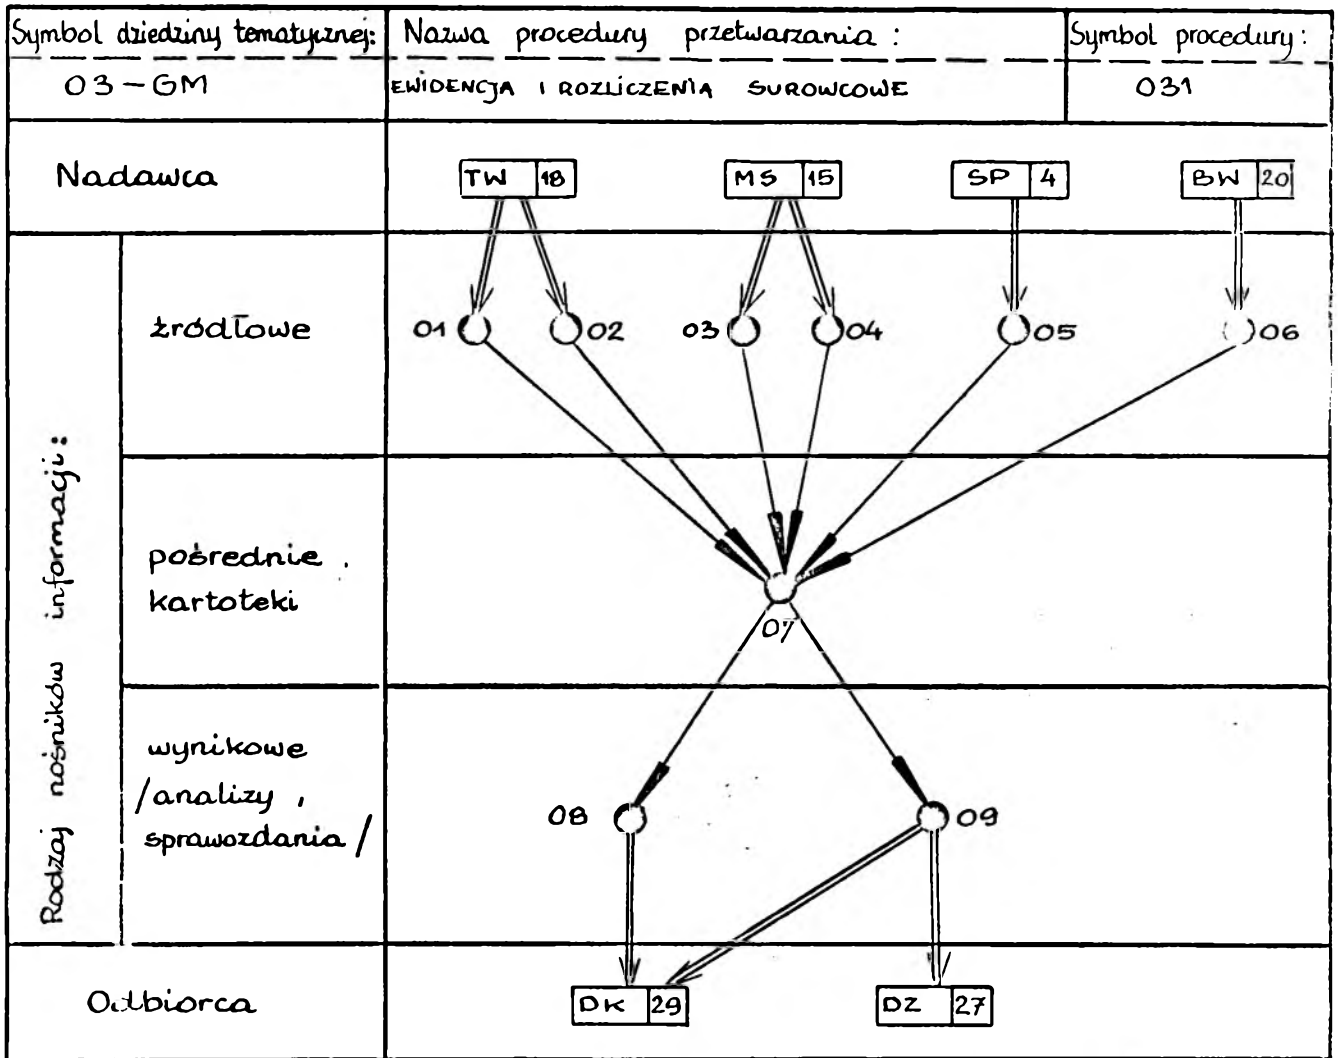 Symbol dziedziny tematycznej:
03-GM
Nazwa procedury przetwarzania :
EWIDENCJA I ROZLICZENIA SUROWCOWE
Symbol procedury:
031
Nadawca
TW 18
MS 15
SP 4
BW 20
Rodzaj nośników informacji:
źródłowe
01
02
03
04
05
06
pośrednie ,
kartoteki
07
wynikowe
/analizy ,
sprawozdania /
08
09
Odbiorca
DK 29
DZ 27